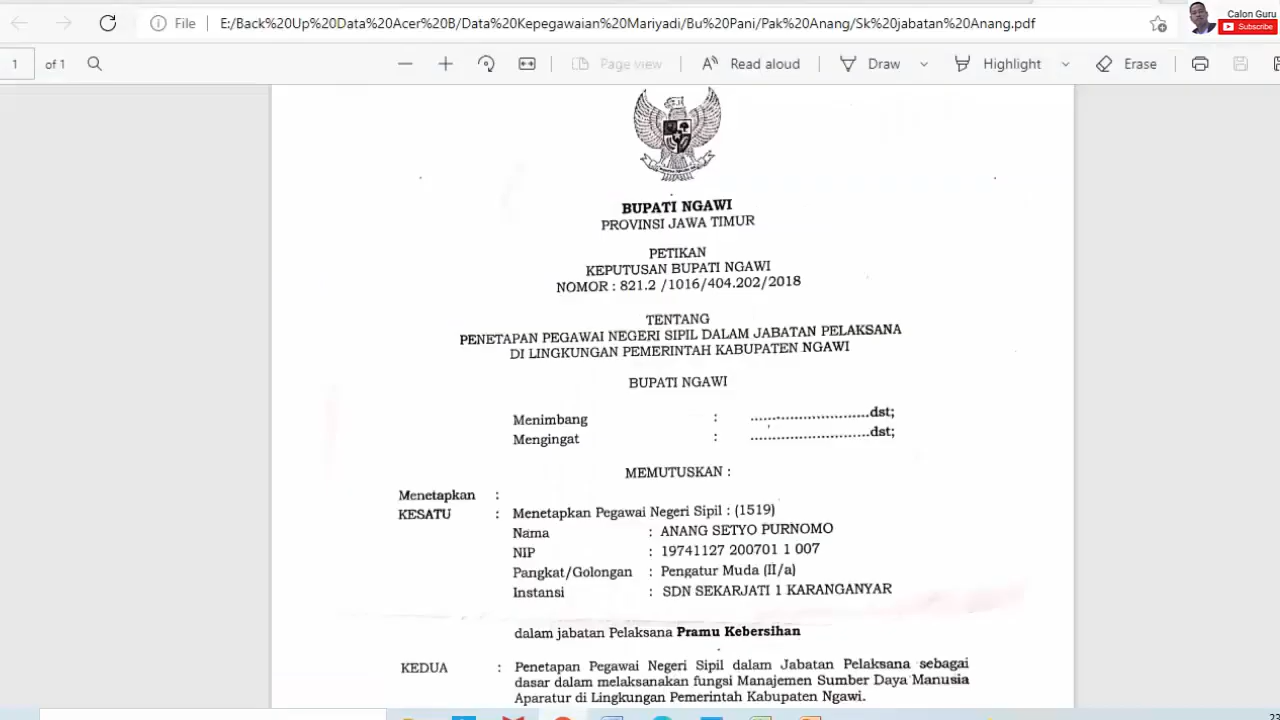 File E:/Back%20Up%20Data%20Acer%20B/Data%20Kepegawaian%20Mariyadi/Bu%20Pani/Pak%20Anang/Sk%20jabatan%20Anang.pdf
Calon Guru
Subscribe
1 of 1 Page view Read aloud Draw Highlight Erase
BUPATI NGAWI
PROVINSI JAWA TIMUR
PETIKAN
KEPUTUSAN BUPATI NGAWI
NOMOR : 821.2 /1016/404.202/2018
TENTANG
PENETAPAN PEGAWAI NEGERI SIPIL DALAM JABATAN PELAKSANA
DI LINGKUNGAN PEMERINTAH KABUPATEN NGAWI
BUPATI NGAWI
Menimbang : ...........................dst;
Mengingat : ...........................dst;
MEMUTUSKAN :
Menetapkan :
KESATU : Menetapkan Pegawai Negeri Sipil : (1519)
Nama : ANANG SETYO PURNOMO
NIP : 19741127 200701 1 007
Pangkat/Golongan : Pengatur Muda (II/a)
Instansi : SDN SEKARJATI 1 KARANGANYAR
dalam jabatan Pelaksana Pramu Kebersihan
KEDUA : Penetapan Pegawai Negeri Sipil dalam Jabatan Pelaksana sebagai
dasar dalam melaksanakan fungsi Manajemen Sumber Daya Manusia
Aparatur di Lingkungan Pemerintah Kabupaten Ngawi.